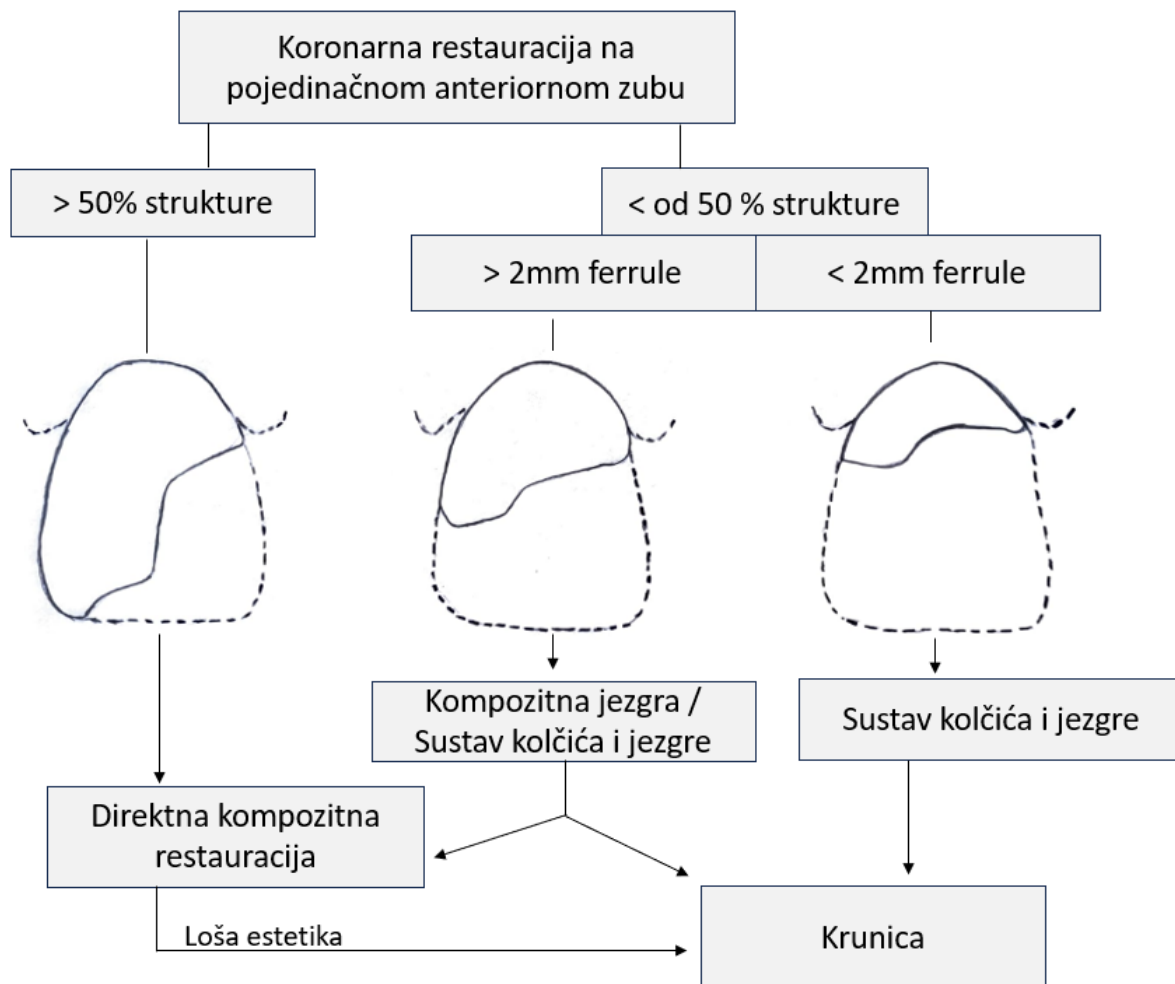 Koronarna restauracija na
pojedinačnom anteriornom zubu
> 50% strukture
< od 50 % strukture
> 2mm ferrule
< 2mm ferrule
Kompozitna jezgra /
Sustav kolčića i jezgre
Sustav kolčića i jezgre
Direktna kompozitna
restauracija
Loša estetika
Krunica